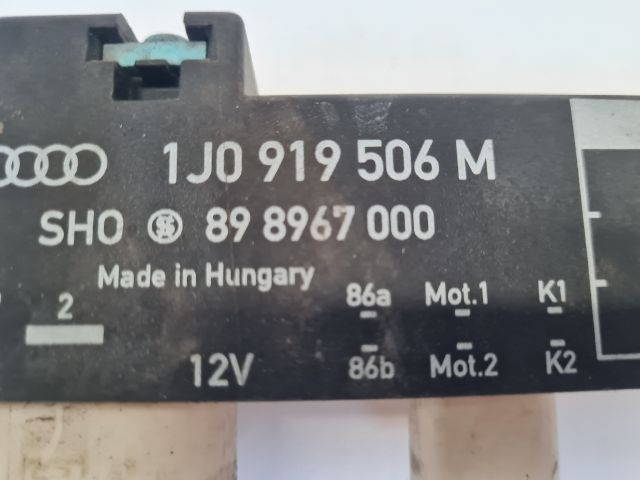 1J0 919 506 M
SHO 89 8967 000
Made in Hungary
2
86a Mot.1 K1
12V
86b Mot.2 K2